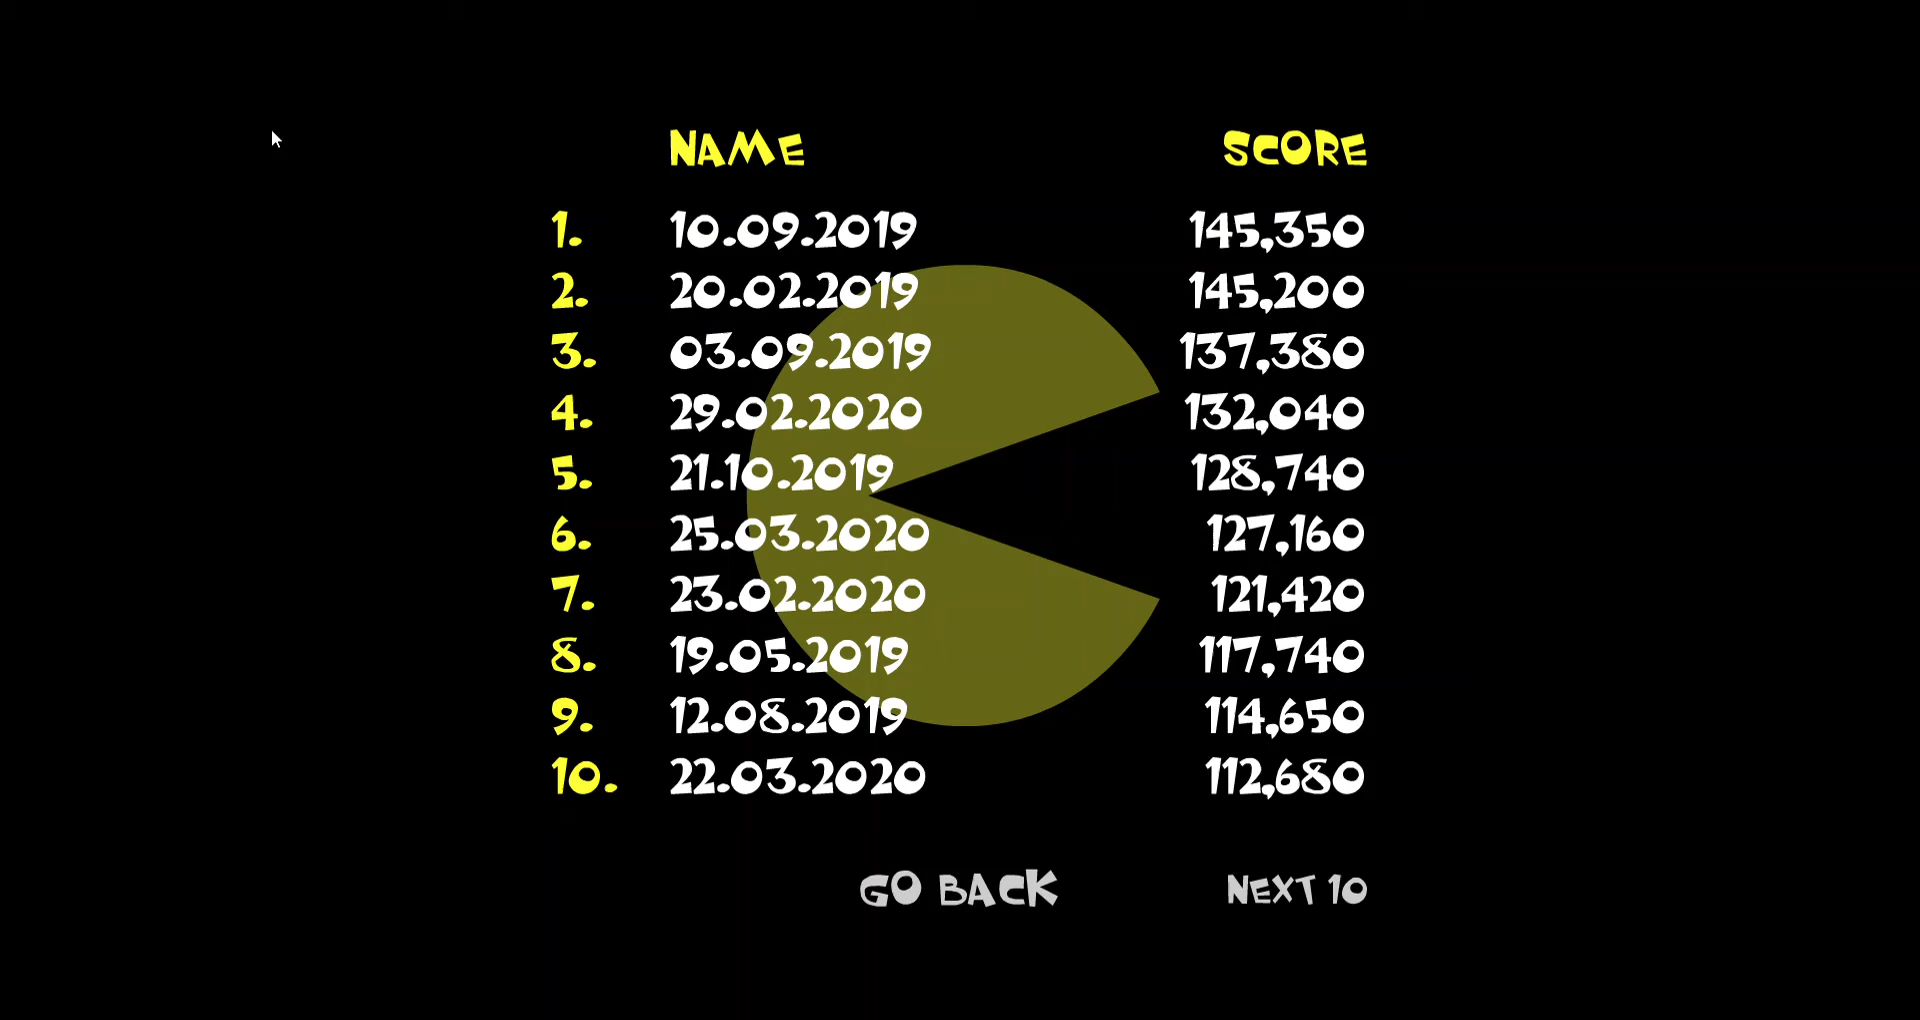 NAME SCORE
1. 10.09.2019 145,350
2. 20.02.2019 145,200
3. 03.09.2019 137,380
4. 29.02.2020 132,040
5. 21.10.2019 128,740
6. 25.03.2020 127,160
7. 23.02.2020 121,420
8. 19.05.2019 117,740
9. 12.08.2019 114,650
10. 22.03.2020 112,680
GO BACK NEXT 10